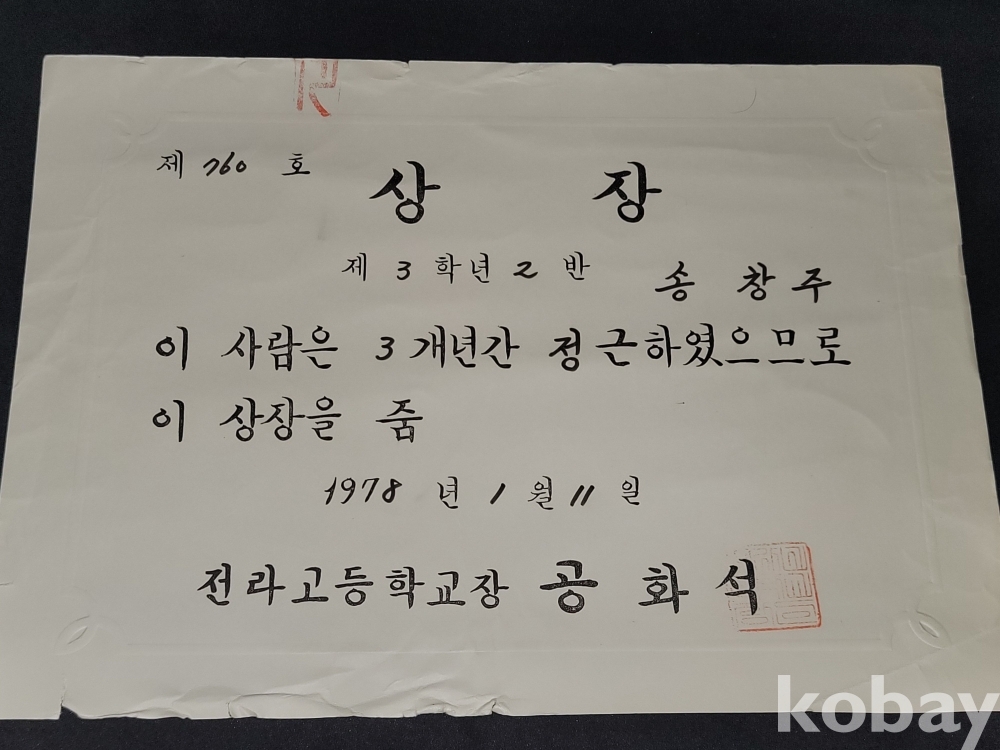 제 760 호
상 장
제 3 학년 2 반
송 창 주
이 사람은 3 개년간 정근하였으므로
이 상장을 줌
1978 년 1 월 11 일
전라고등학교장 공 화 석
kobay